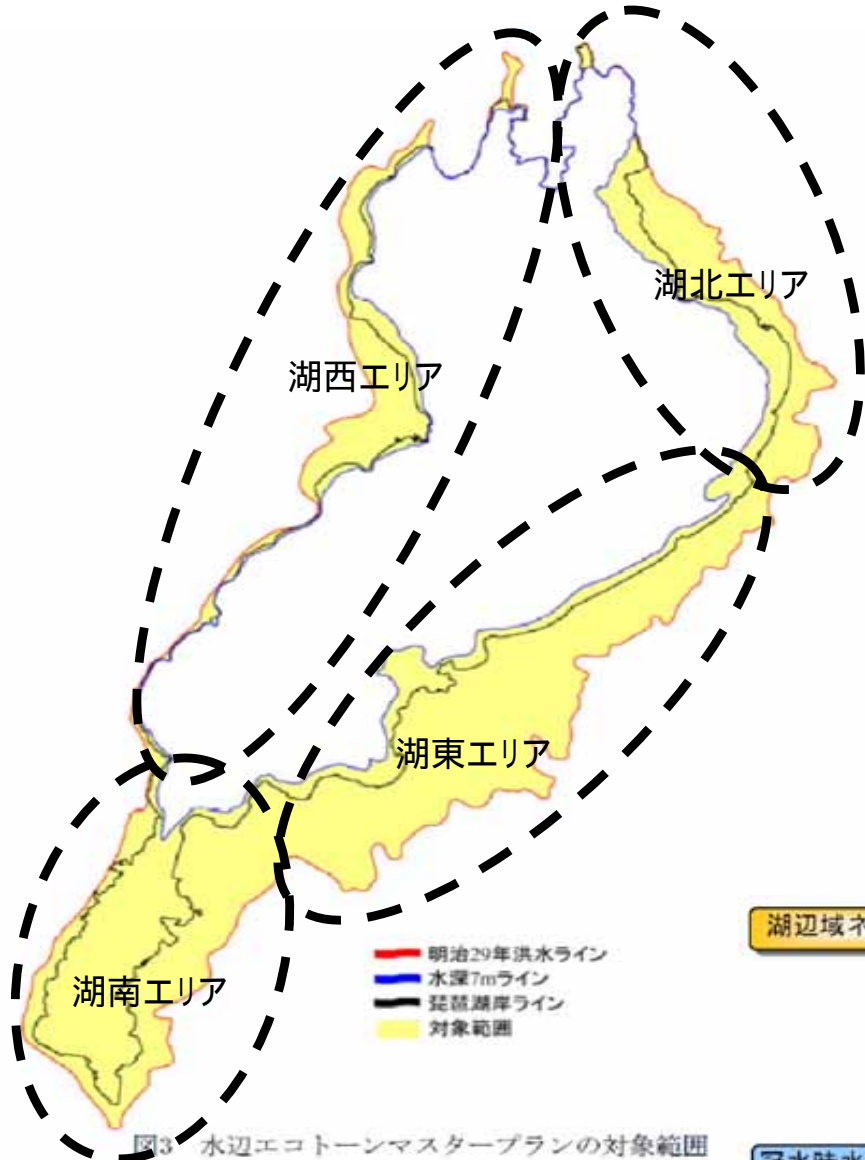 湖北エリア
湖西エリア
湖東エリア
湖南エリア
明治29年洪水ライン
水深7mライン
琵琶湖岸ライン
対象範囲
湖辺域ネ
図3 水辺エコトーンマスタープランの対象範囲